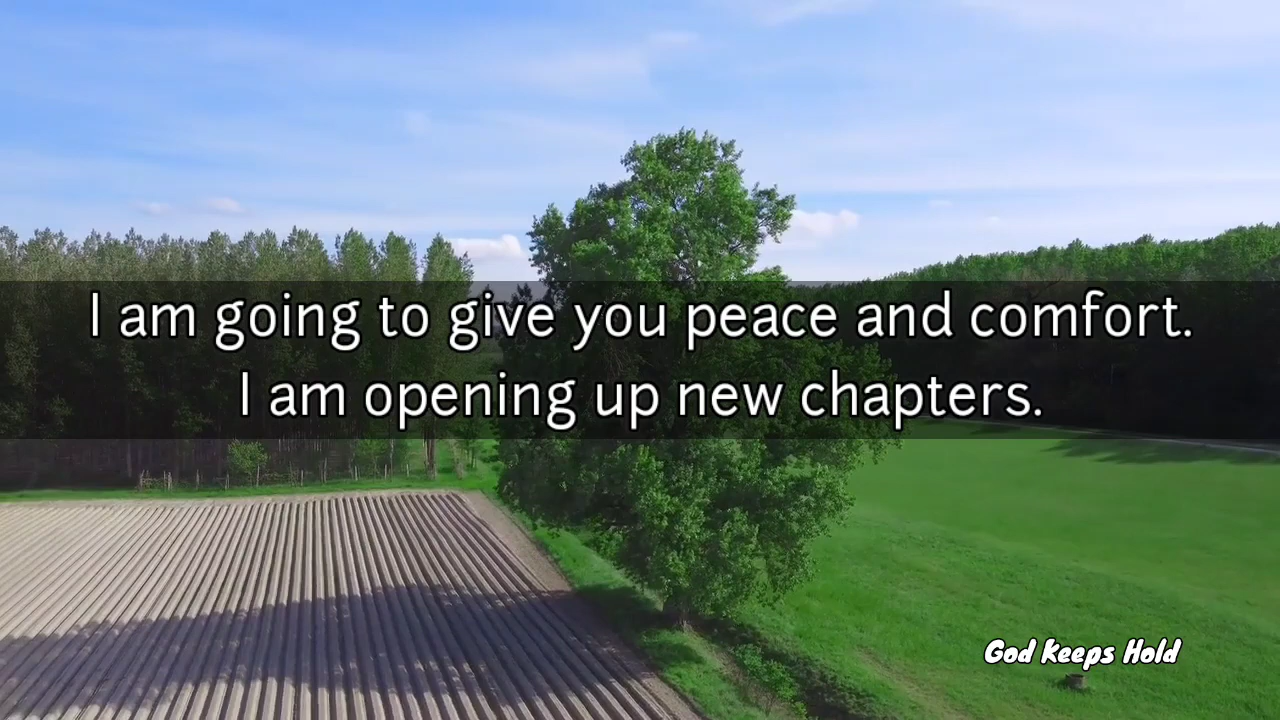 I am going to give you peace and comfort.
I am opening up new chapters.
God Keeps Hold